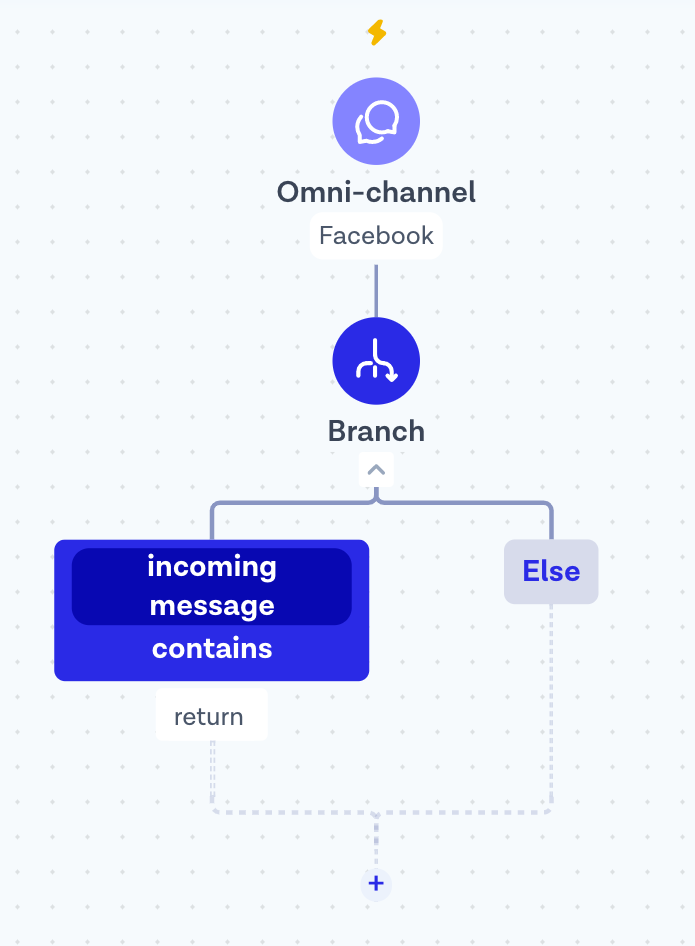 Omni-channel
Facebook
Branch
incoming
message
contains
Else
return